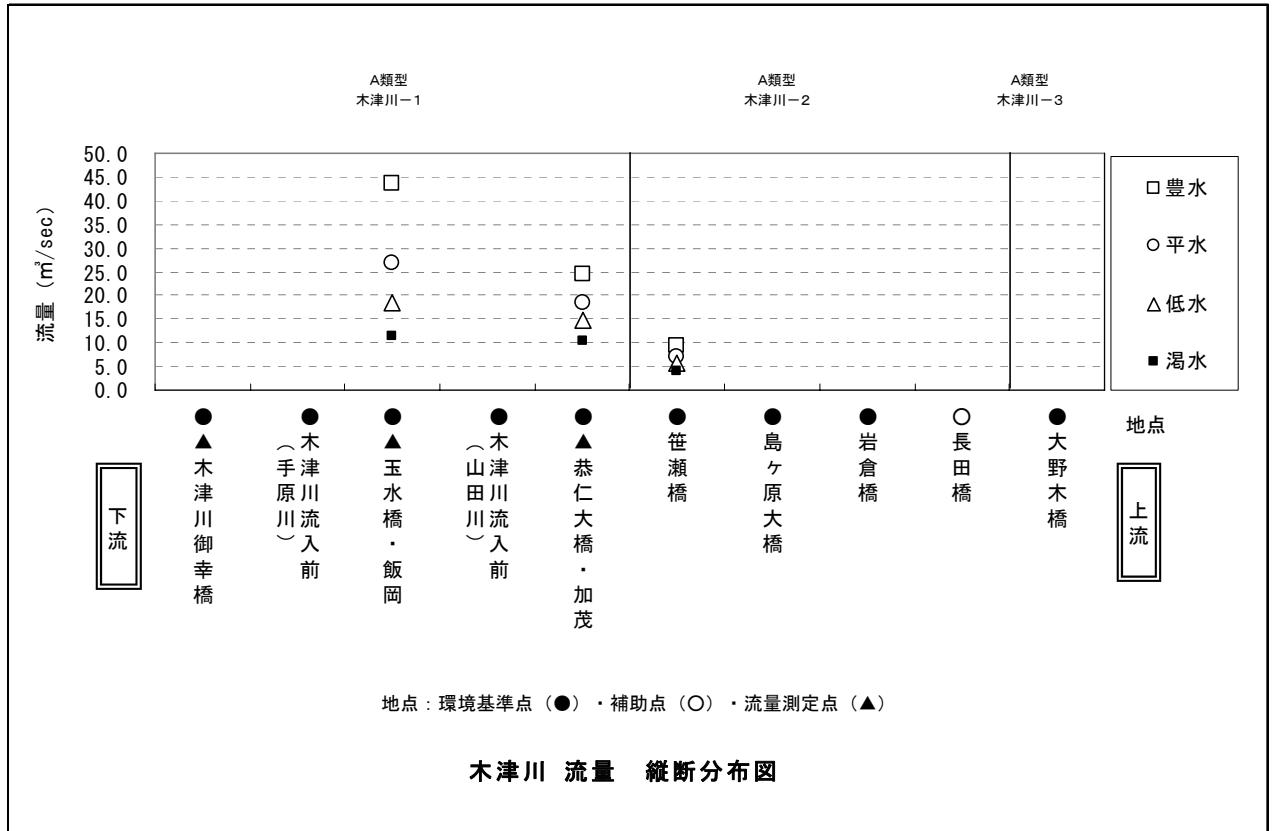 A類型
木津川－1
A類型
木津川－2
A類型
木津川－3
流量 (㎥/sec)
50.0
45.0
40.0
35.0
30.0
25.0
20.0
15.0
10.0
5.0
0.0
□豊水
○平水
△低水
■渇水
下流
●▲木津川御幸橋
●木津川流入前
（手原川）
●▲玉水橋・飯岡
●木津川流入前
（山田川）
●▲恭仁大橋・加茂
●笹瀬橋
●島ヶ原大橋
●岩倉橋
○長田橋
●大野木橋
地点
上流
地点：環境基準点（●）・補助点（○）・流量測定点（▲）
木津川 流量　縦断分布図